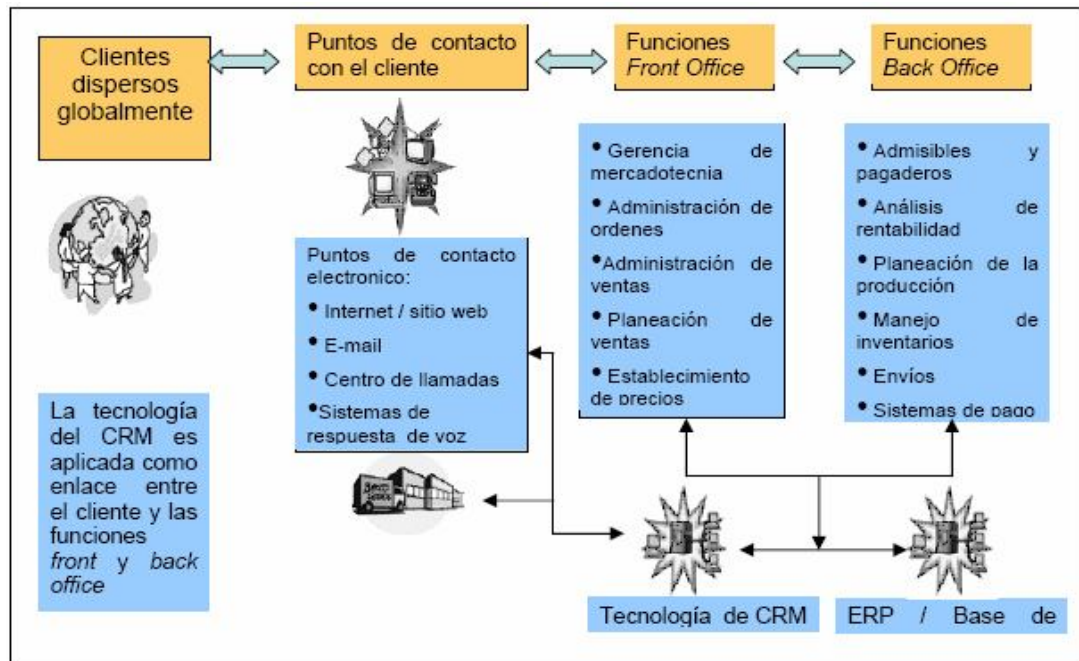 Clientes
dispersos
globalmente
Puntos de contacto
con el cliente
Funciones
Front Office
Funciones
Back Office
Puntos de contacto
electronico:
• Internet / sitio web
• E-mail
• Centro de llamadas
•Sistemas de
respuesta de voz
• Gerencia de
mercadotecnia
• Administración de
ordenes
•Administración de
ventas
• Planeación de
ventas
• Establecimiento
de precios
• Admisibles y
pagaderos
• Análisis de
rentabilidad
• Planeación de la
producción
• Manejo de
inventarios
• Envíos
• Sistemas de pago
La tecnología
del CRM es
aplicada como
enlace entre
el cliente y las
funciones
front y back
office
Tecnología de CRM
ERP / Base de